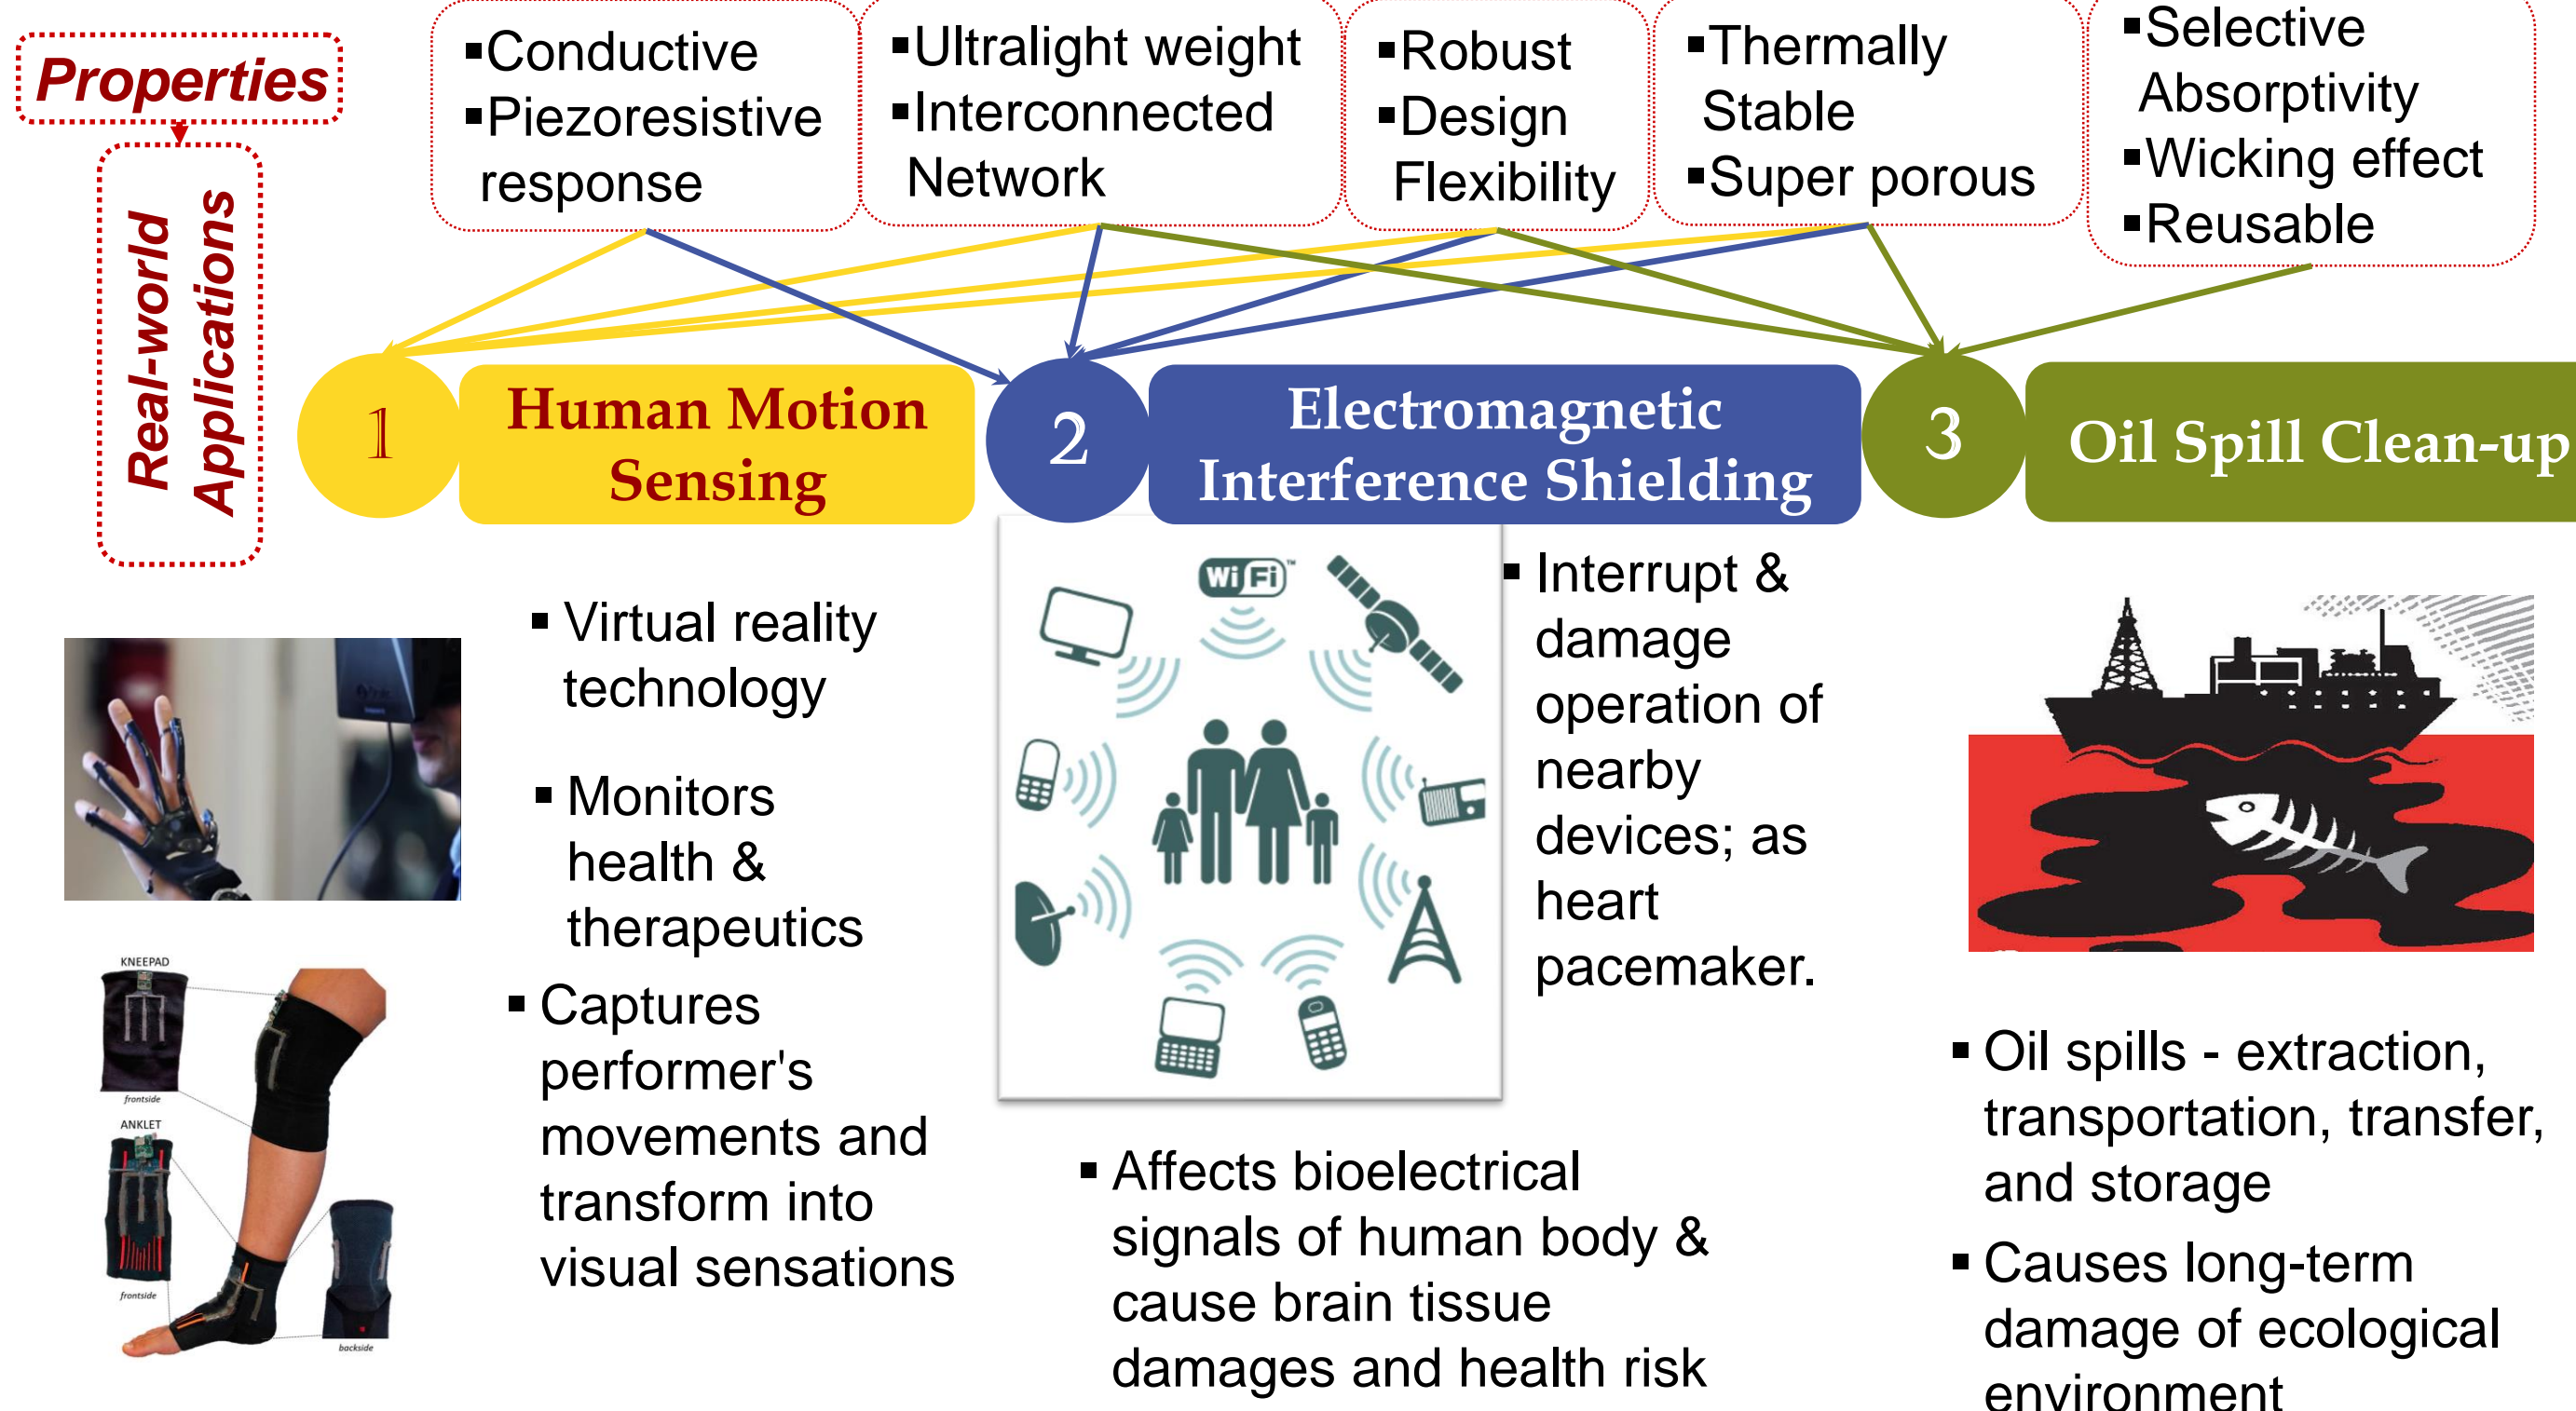 Properties
Real-world
Applications
▪Conductive
▪Piezoresistive
response
▪Ultralight weight
▪Interconnected
Network
▪Robust
▪Design
Flexibility
▪Thermally
Stable
▪Super porous
▪Selective
Absorptivity
▪Wicking effect
▪Reusable
1
Human Motion
Sensing
2
Electromagnetic
Interference Shielding
3
Oil Spill Clean-up
▪ Virtual reality
technology
▪ Monitors
health &
therapeutics
▪ Captures
performer's
movements and
transform into
visual sensations
KNEEPAD
frontside
ANKLET
frontside
backside
WiFi™
▪ Interrupt &
damage
operation of
nearby
devices; as
heart
pacemaker.
▪ Affects bioelectrical
signals of human body &
cause brain tissue
damages and health risk
▪ Oil spills - extraction,
transportation, transfer,
and storage
▪ Causes long-term
damage of ecological
environment